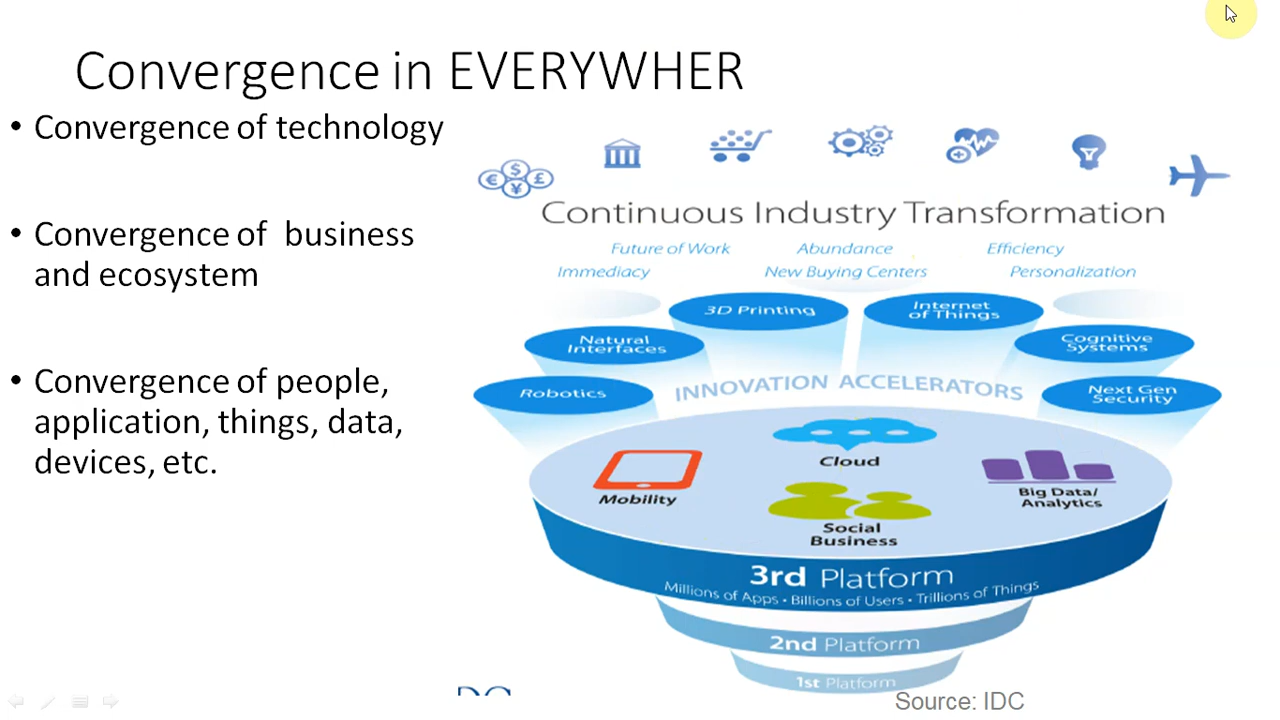 Convergence in EVERYWHER
• Convergence of technology
• Convergence of business
and ecosystem
• Convergence of people,
application, things, data,
devices, etc.
€ $ ¥ £
Continuous Industry Transformation
Future of Work Abundance Efficiency
Immediacy New Buying Centers Personalization
3D Printing
Internet
of Things
Natural
Interfaces
Cognitive
Systems
Robotics
INNOVATION ACCELERATORS
Next Gen
Security
Cloud
Mobility
Big Data/
Analytics
Social
Business
3rd Platform
Millions of Apps • Billions of Users • Trillions of Things
2nd Platform
1st Platform
Source: IDC